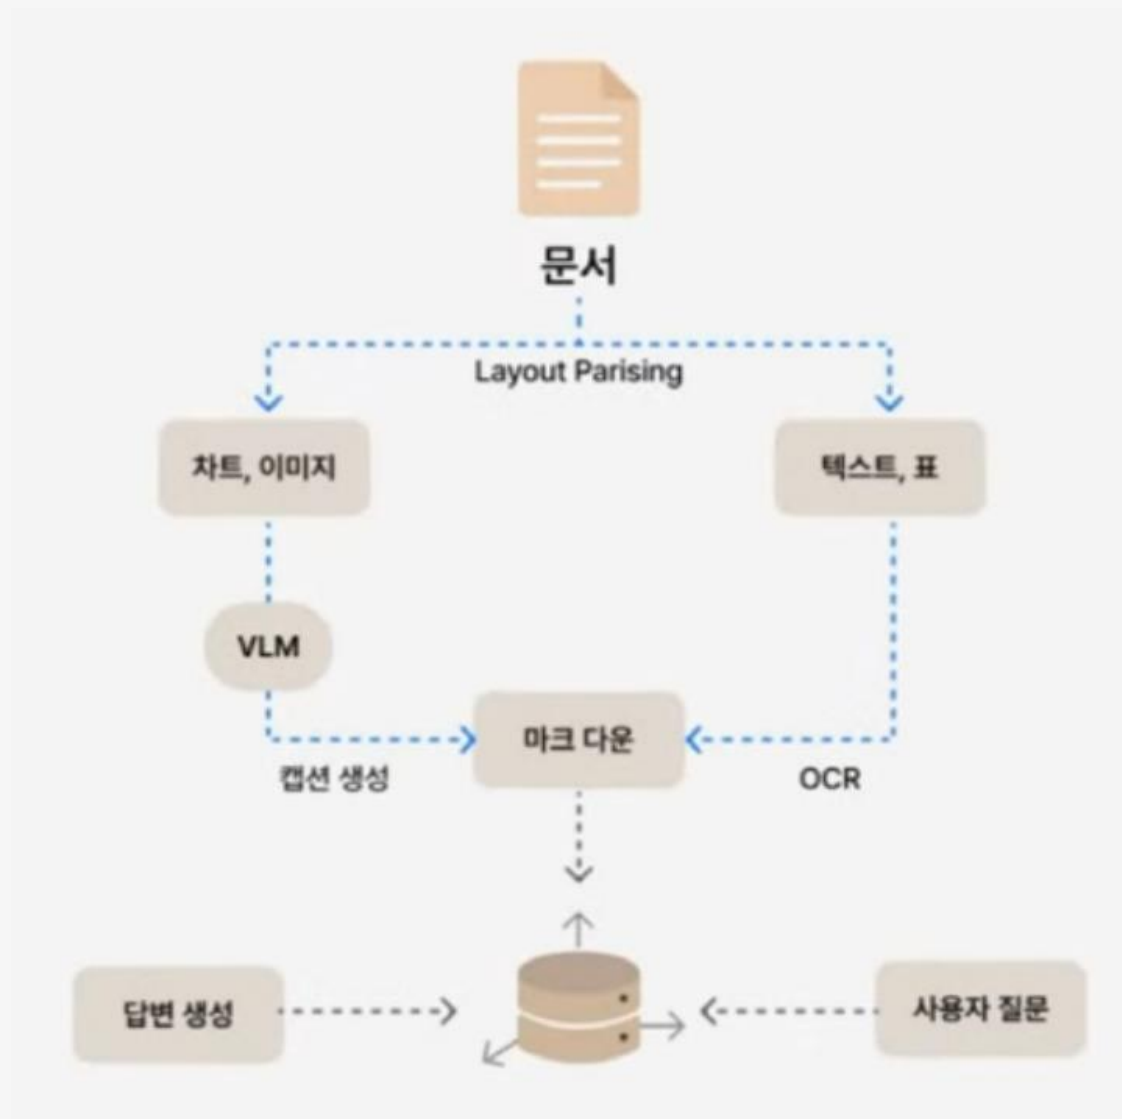 문서
Layout Parising
차트, 이미지
텍스트, 표
VLM
마크 다운
캡션 생성
OCR
답변 생성
사용자 질문